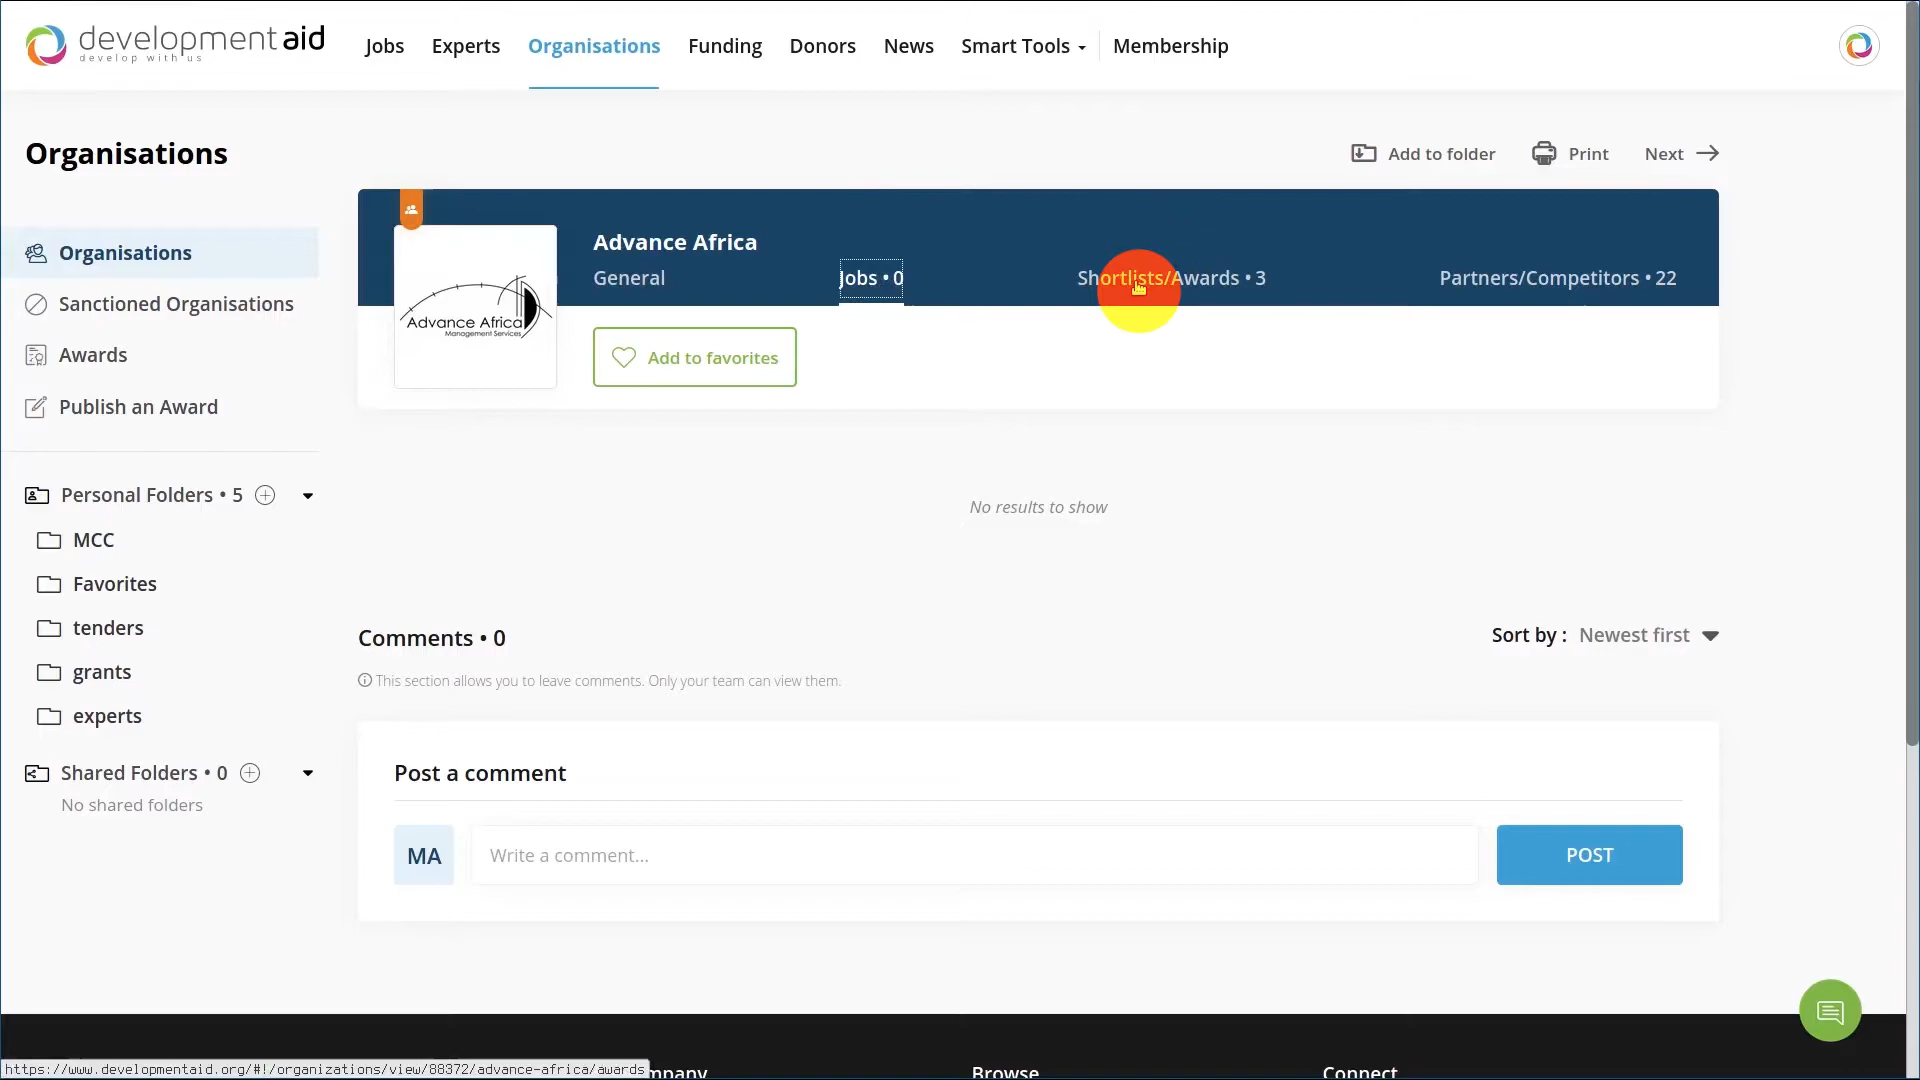 development aid
develop with us
Jobs
Experts
Organisations
Funding
Donors
News
Smart Tools
Membership
Organisations
Add to folder
Print
Next
Organisations
Sanctioned Organisations
Awards
Publish an Award
Personal Folders • 5
MCC
Favorites
tenders
grants
experts
Shared Folders • 0
No shared folders
Advance Africa
Management Services
Advance Africa
General
Jobs • 0
Shortlists/Awards • 3
Partners/Competitors • 22
Add to favorites
No results to show
Comments • 0
Sort by : Newest first
This section allows you to leave comments. Only your team can view them.
Post a comment
MA
Write a comment...
POST
https://www.developmentaid.org/#!/organizations/view/88372/advance-africa/awards
mpany
Browse
Connect